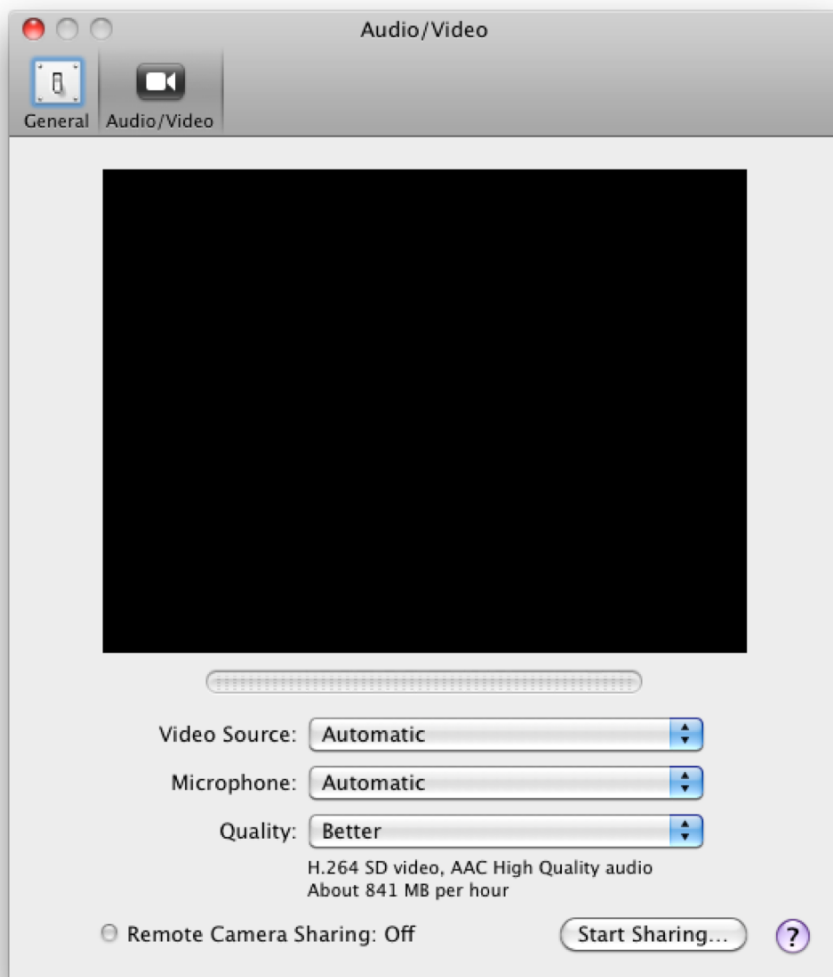 Audio/Video
General Audio/Video
Video Source: Automatic
Microphone: Automatic
Quality: Better
H.264 SD video, AAC High Quality audio
About 841 MB per hour
Remote Camera Sharing: Off Start Sharing... ?